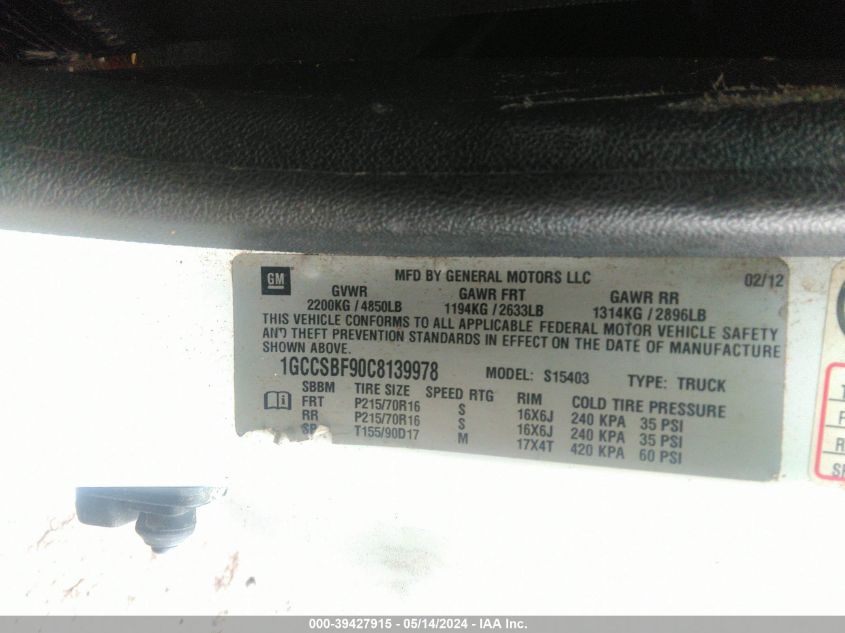 GM MFD BY GENERAL MOTORS LLC 02/12
GVWR GAWR FRT GAWR RR
2200KG / 4850LB 1194KG / 2633LB 1314KG / 2896LB
THIS VEHICLE CONFORMS TO ALL APPLICABLE FEDERAL MOTOR VEHICLE SAFETY
AND THEFT PREVENTION STANDARDS IN EFFECT ON THE DATE OF MANUFACTURE
SHOWN ABOVE.
1GCCSBF90C8139978 MODEL: S15403 TYPE: TRUCK
SBBM TIRE SIZE SPEED RTG RIM COLD TIRE PRESSURE
FRT P215/70R16 S 16X6J 240 KPA 35 PSI
RR P215/70R16 S 16X6J 240 KPA 35 PSI
SP T155/90D17 M 17X4T 420 KPA 60 PSI
000-39427915 - 05/14/2024 - IAA Inc.